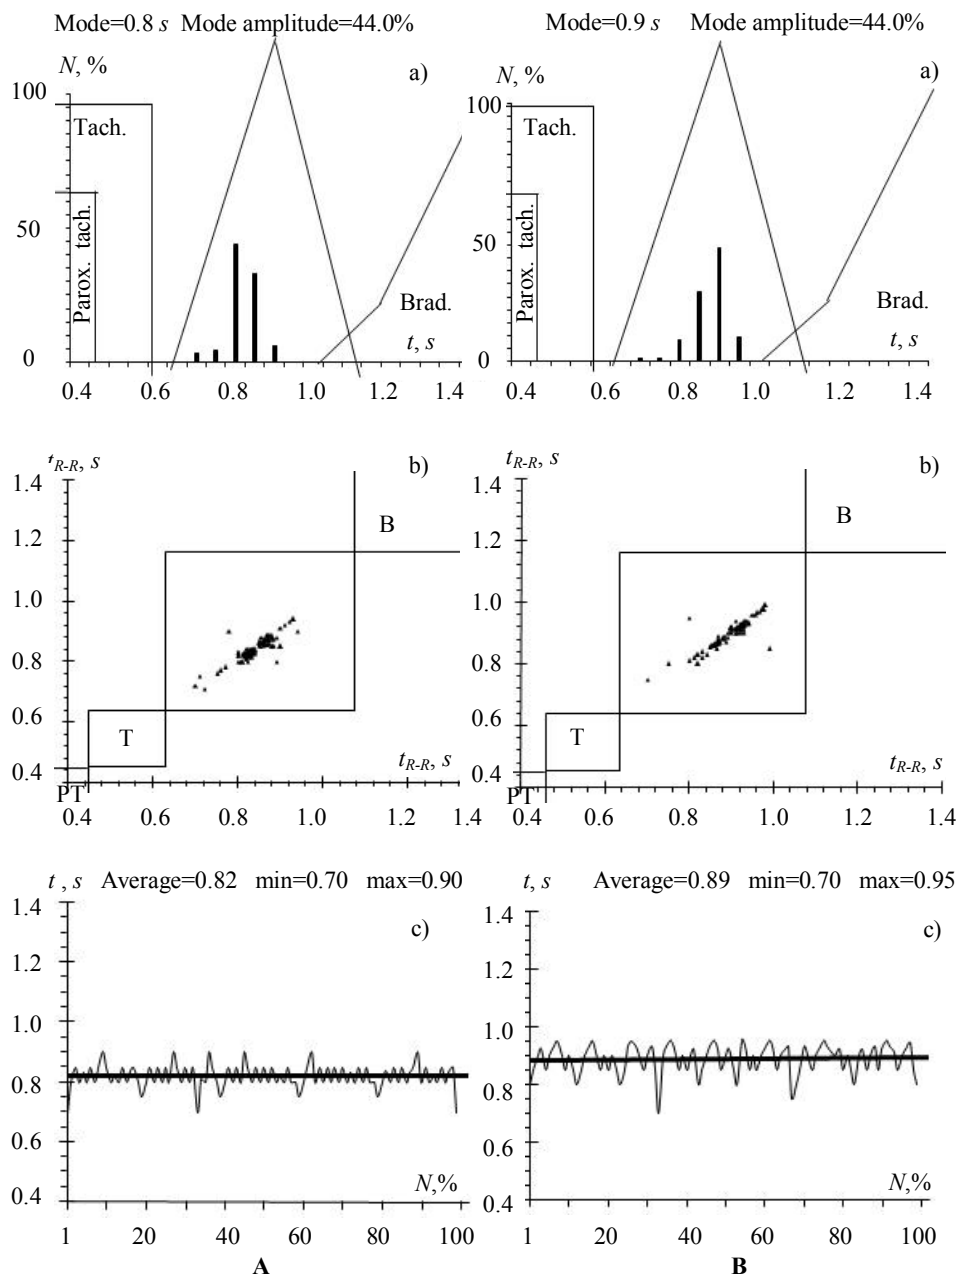 Mode=0.8 s Mode amplitude=44.0%
N, %
a)
100
Tach.
Parox. tach.
50
Brad.
t, s
0
0.4 0.6 0.8 1.0 1.2 1.4
Mode=0.9 s Mode amplitude=44.0%
N, %
a)
100
Tach.
Parox. tach.
50
Brad.
t, s
0
0.4 0.6 0.8 1.0 1.2 1.4
tR-R, s
b)
1.4
B
1.2
1.0
0.8
0.6
T
tR-R, s
0.4
PT
0.4 0.6 0.8 1.0 1.2 1.4
tR-R, s
b)
1.4
B
1.2
1.0
0.8
0.6
T
tR-R, s
0.4
PT
0.4 0.6 0.8 1.0 1.2 1.4
t , s Average=0.82 min=0.70 max=0.90
1.4
c)
1.2
1.0
0.8
0.6
0.4
N,%
1 20 40 60 80 100
A
t, s Average=0.89 min=0.70 max=0.95
1.4
c)
1.2
1.0
0.8
0.6
0.4
N,%
1 20 40 60 80 100
B